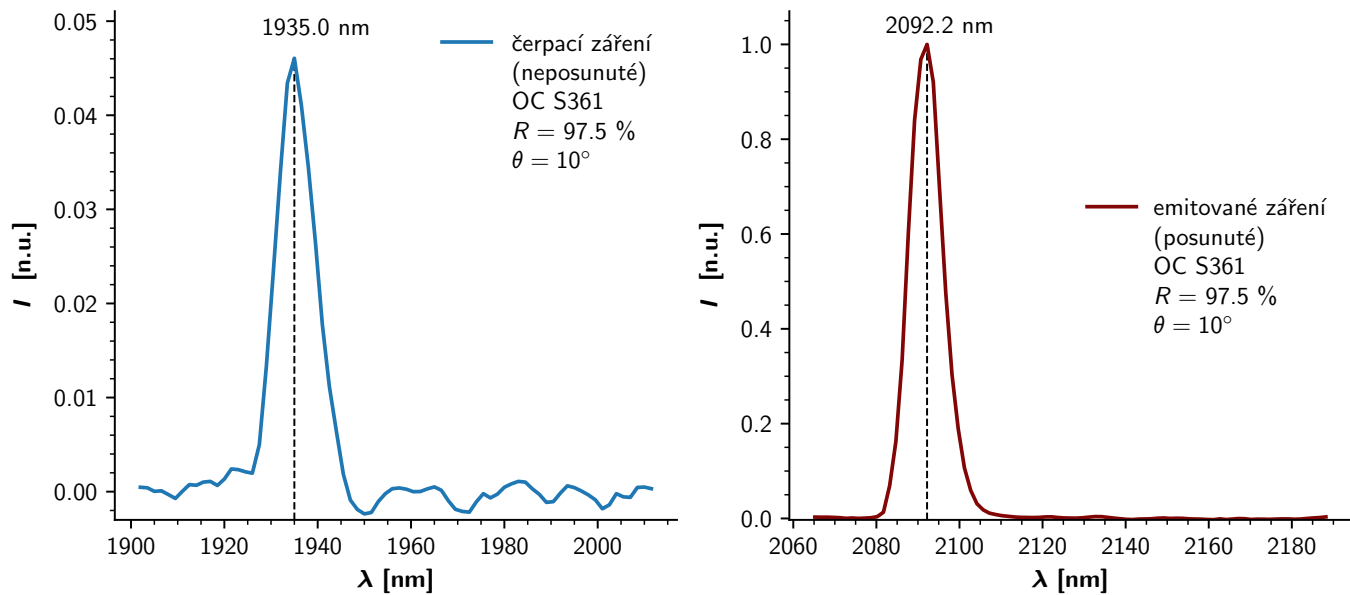 1935.0 nm
čerpací záření
(neposunuté)
OC S361
R = 97.5 %
θ = 10°
I [n.u.]
0.05
0.04
0.03
0.02
0.01
0.00
1900 1920 1940 1960 1980 2000
λ [nm]
2092.2 nm
emitované záření
(posunuté)
OC S361
R = 97.5 %
θ = 10°
I [n.u.]
1.0
0.8
0.6
0.4
0.2
0.0
2060 2080 2100 2120 2140 2160 2180
λ [nm]